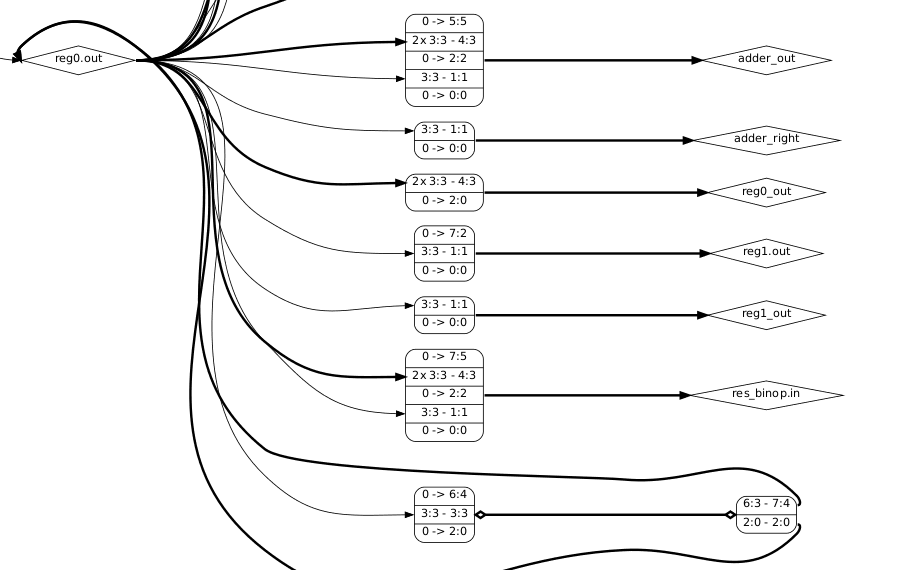 reg0.out
0 -> 5:5
2x 3:3 - 4:3
0 -> 2:2
3:3 - 1:1
0 -> 0:0
adder_out
3:3 - 1:1
0 -> 0:0
adder_right
2x 3:3 - 4:3
0 -> 2:0
reg0_out
0 -> 7:2
3:3 - 1:1
0 -> 0:0
reg1.out
3:3 - 1:1
0 -> 0:0
reg1_out
0 -> 7:5
2x 3:3 - 4:3
0 -> 2:2
3:3 - 1:1
0 -> 0:0
res_binop.in
0 -> 6:4
3:3 - 3:3
0 -> 2:0
6:3 - 7:4
2:0 - 2:0